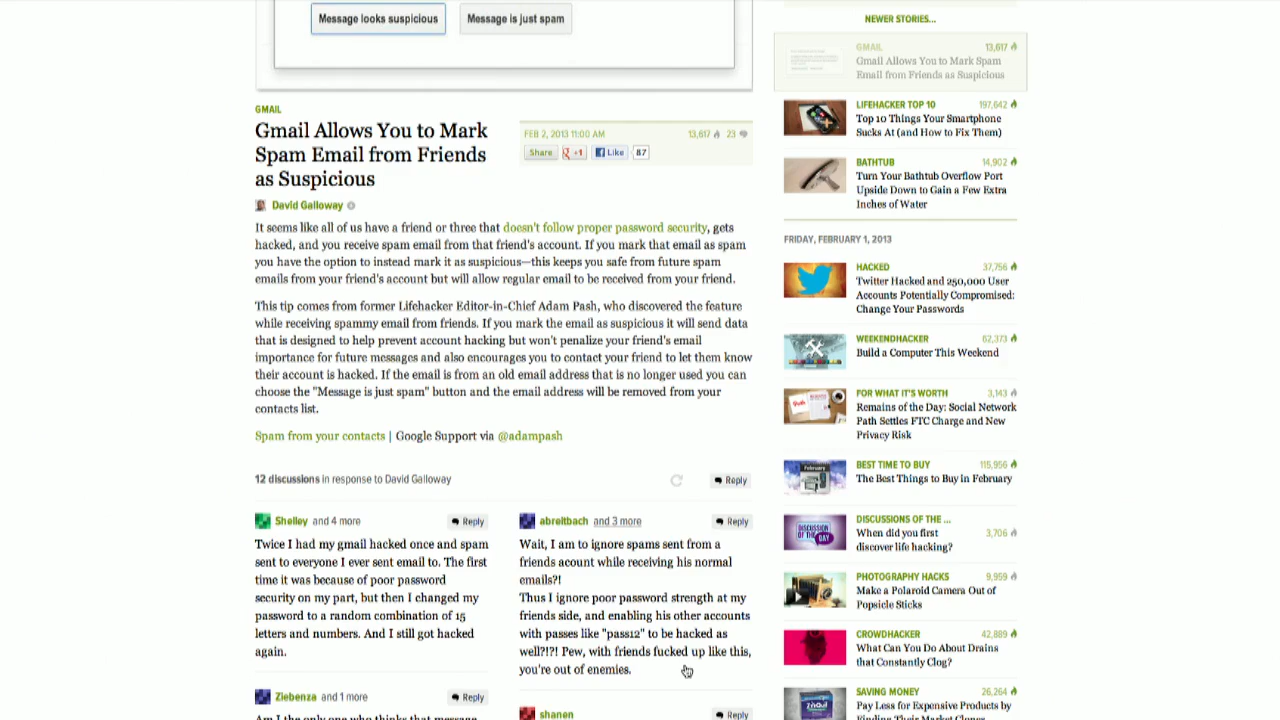 Message looks suspicious
Message is just spam
GMAIL
Gmail Allows You to Mark
Spam Email from Friends
as Suspicious
FEB 2, 2013 11:00 AM
13,617
23
Share
+1
Like
87
David Galloway
It seems like all of us have a friend or three that doesn't follow proper password security, gets
hacked, and you receive spam email from that friend's account. If you mark that email as spam
you have the option to instead mark it as suspicious—this keeps you safe from future spam
emails from your friend's account but will allow regular email to be received from your friend.
This tip comes from former Lifehacker Editor-in-Chief Adam Pash, who discovered the feature
while receiving spammy email from friends. If you mark the email as suspicious it will send data
that is designed to help prevent account hacking but won't penalize your friend's email
importance for future messages and also encourages you to contact your friend to let them know
their account is hacked. If the email is from an old email address that is no longer used you can
choose the "Message is just spam" button and the email address will be removed from your
contacts list.
Spam from your contacts | Google Support via @adampash
12 discussions in response to David Galloway
Reply
Shelley and 4 more
Reply
Twice I had my gmail hacked once and spam
sent to everyone I ever sent email to. The first
time it was because of poor password
security on my part, but then I changed my
password to a random combination of 15
letters and numbers. And I still got hacked
again.
Ziebenza and 1 more
Reply
Am I the only one who thinks that message
abreitbach and 3 more
Reply
Wait, I am to ignore spams sent from a
friends acount while receiving his normal
emails?!
Thus I ignore poor password strength at my
friends side, and enabling his other accounts
with passes like "pass12" to be hacked as
well?!?! Pew, with friends fucked up like this,
you're out of enemies.
shanen
Reply
NEWER STORIES...
GMAIL
13,617
Gmail Allows You to Mark Spam
Email from Friends as Suspicious
LIFEHACKER TOP 10
197,642
Top 10 Things Your Smartphone
Sucks At (and How to Fix Them)
BATHTUB
14,902
Turn Your Bathtub Overflow Port
Upside Down to Gain a Few Extra
Inches of Water
FRIDAY, FEBRUARY 1, 2013
HACKED
37,756
Twitter Hacked and 250,000 User
Accounts Potentially Compromised:
Change Your Passwords
WEEKENDHACKER
62,373
Build a Computer This Weekend
FOR WHAT IT'S WORTH
3,143
Remains of the Day: Social Network
Path Settles FTC Charge and New
Privacy Risk
February
BEST TIME TO BUY
115,956
The Best Things to Buy in February
DISCUSSION
OF THE DAY
DISCUSSIONS OF THE ...
When did you first
discover life hacking?
3,706
PHOTOGRAPHY HACKS
9,959
Make a Polaroid Camera Out of
Popsicle Sticks
CROWDHACKER
42,889
What Can You Do About Drains
that Constantly Clog?
SAVING MONEY
26,264
Pay Less for Expensive Products by
Finding Their Market Clones